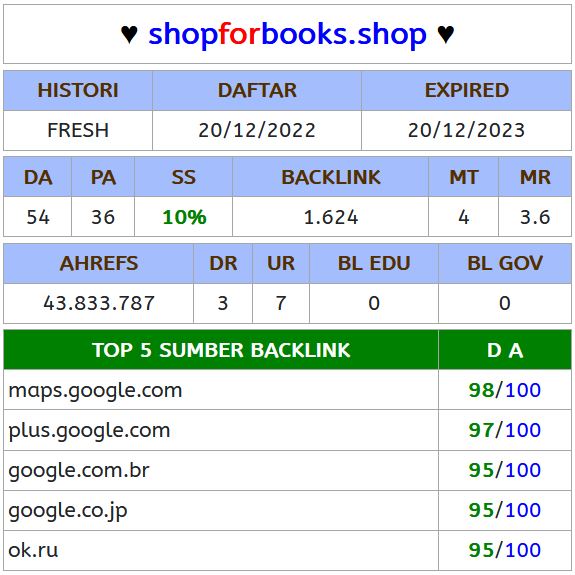 ♥ shopforbooks.shop ♥
HISTORI DAFTAR EXPIRED
FRESH 20/12/2022 20/12/2023
DA PA SS BACKLINK MT MR
54 36 10% 1.624 4 3.6
AHREFS DR UR BL EDU BL GOV
43.833.787 3 7 0 0
TOP 5 SUMBER BACKLINK D A
maps.google.com 98/100
plus.google.com 97/100
google.com.br 95/100
google.co.jp 95/100
ok.ru 95/100